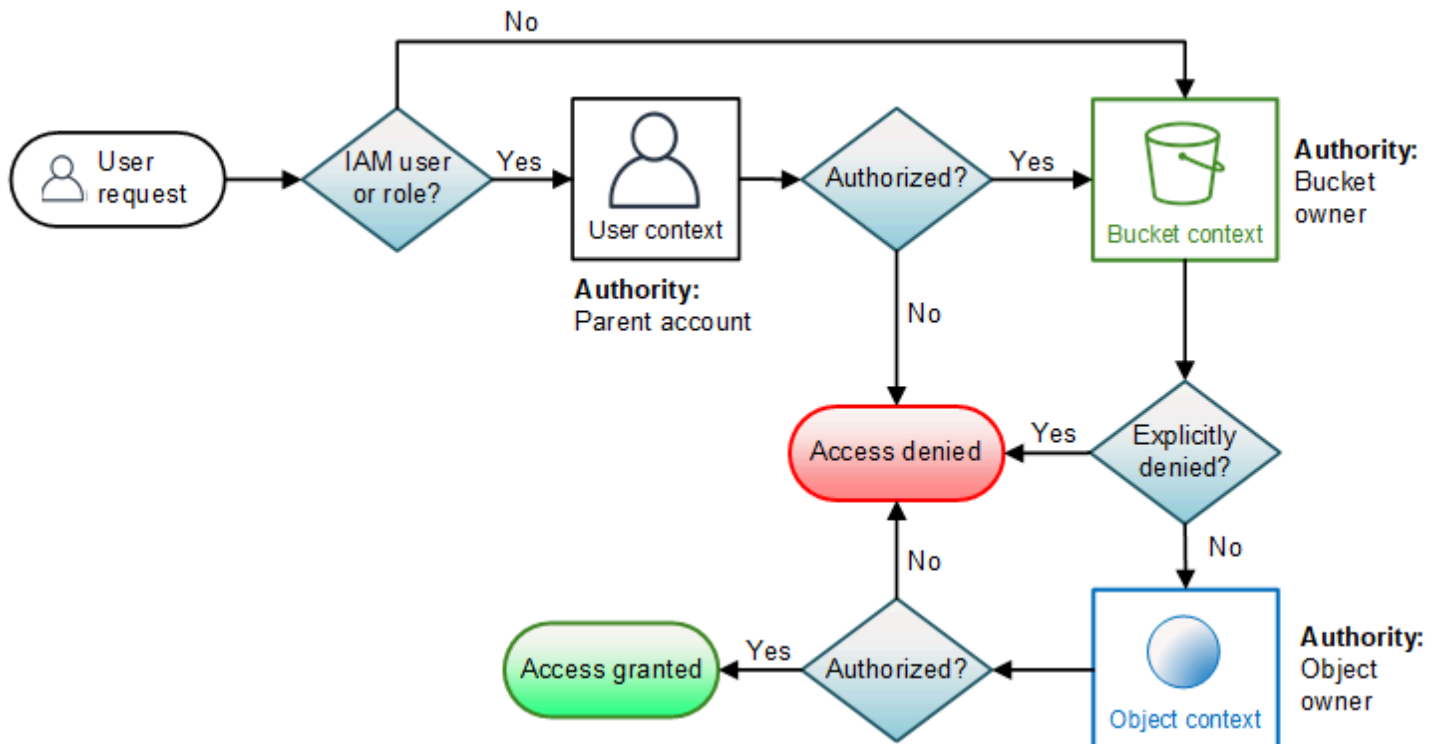 No
User
request
IAM user
or role?
Yes
User context
Authority:
Parent account
Authorized?
Yes
Bucket context
Authority:
Bucket
owner
No
Access denied
Yes
Explicitly
denied?
No
No
Access granted
Yes
Authorized?
Object context
Authority:
Object
owner